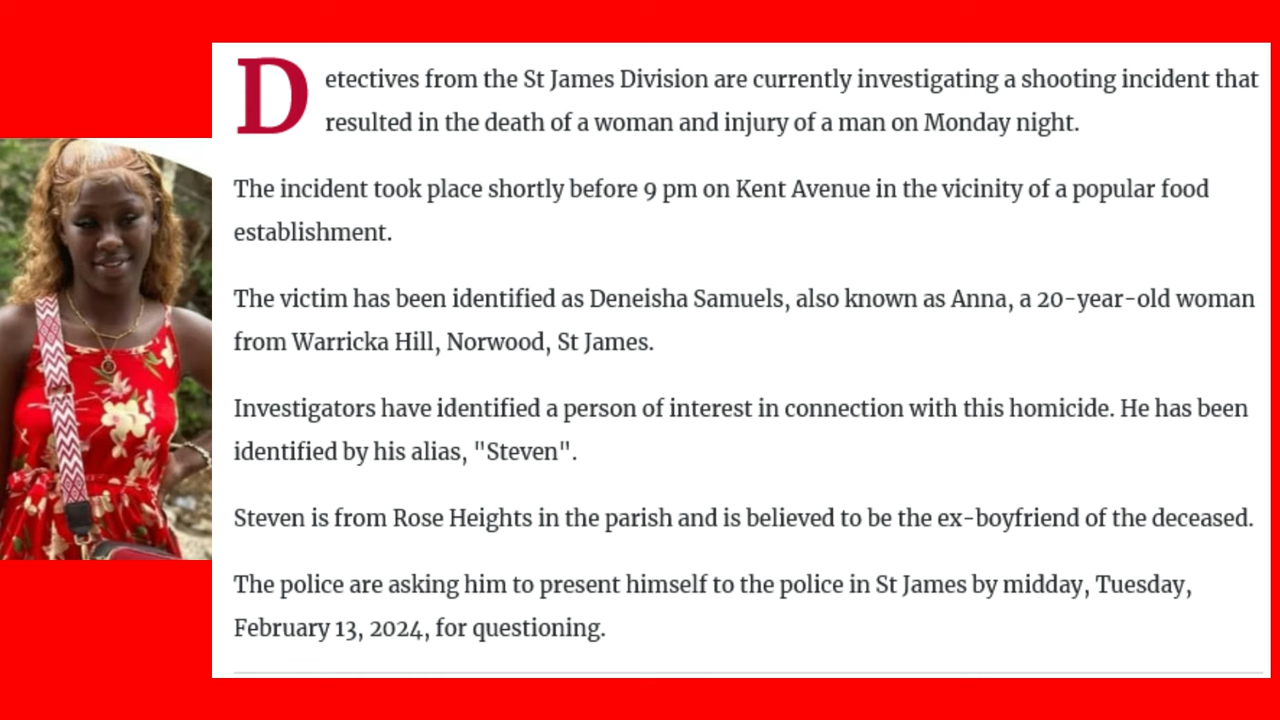 Detectives from the St James Division are currently investigating a shooting incident that
resulted in the death of a woman and injury of a man on Monday night.
The incident took place shortly before 9 pm on Kent Avenue in the vicinity of a popular food
establishment.
The victim has been identified as Deneisha Samuels, also known as Anna, a 20-year-old woman
from Warricka Hill, Norwood, St James.
Investigators have identified a person of interest in connection with this homicide. He has been
identified by his alias, "Steven".
Steven is from Rose Heights in the parish and is believed to be the ex-boyfriend of the deceased.
The police are asking him to present himself to the police in St James by midday, Tuesday,
February 13, 2024, for questioning.